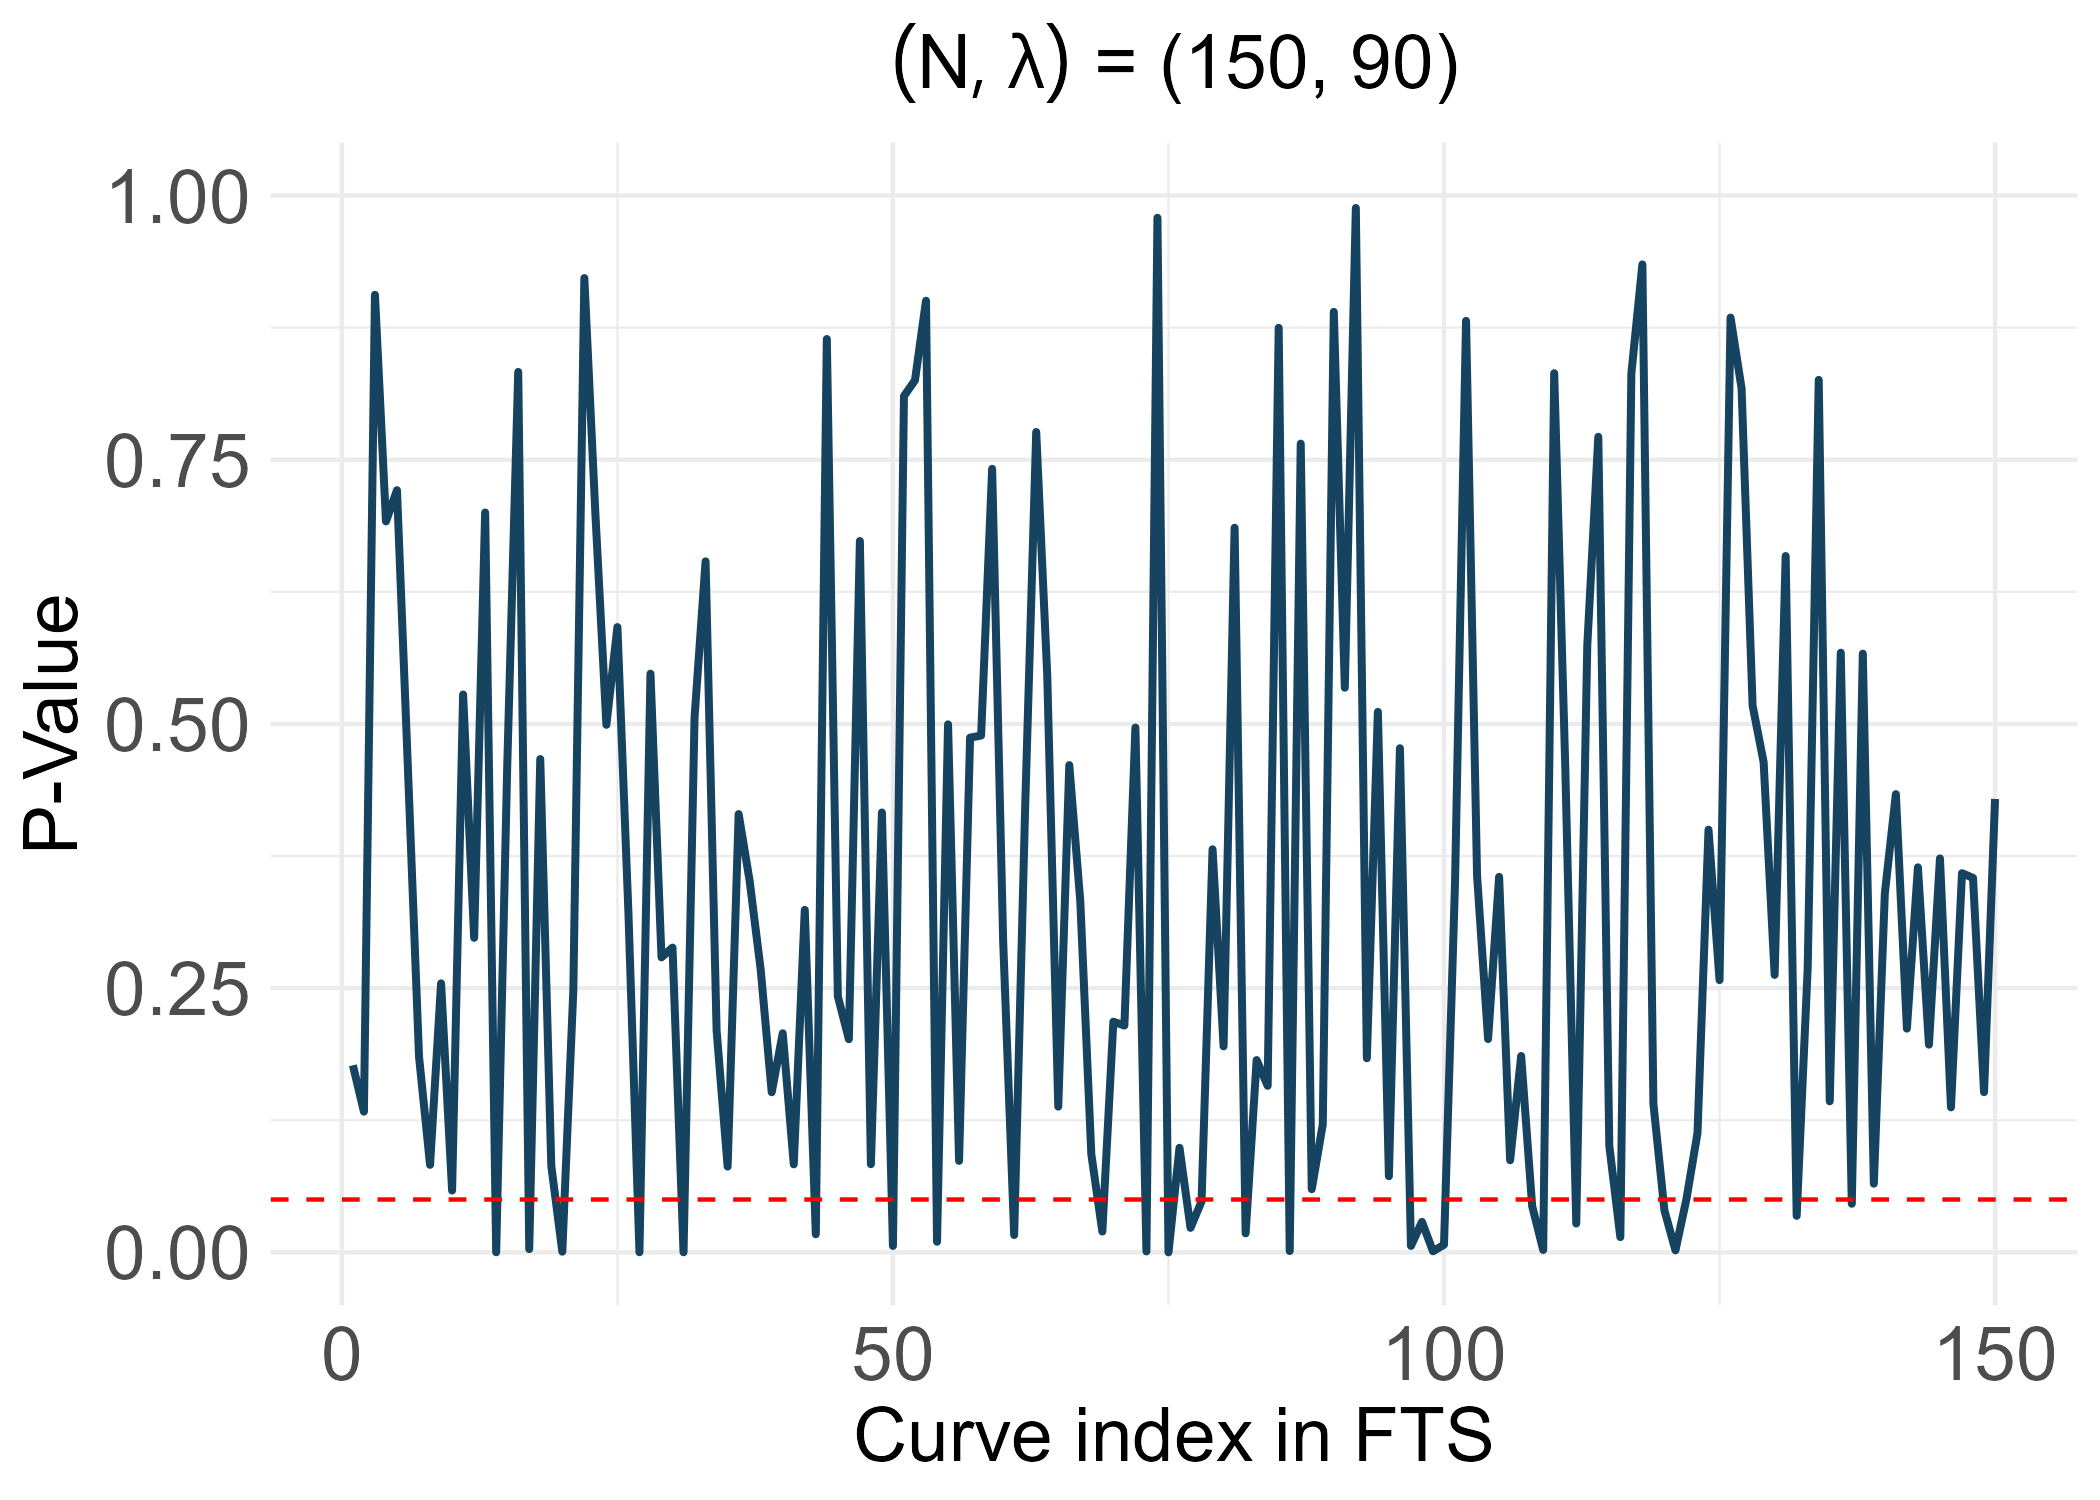 (N, λ) = (150, 90)
1.00
0.75
0.50
0.25
0.00
P-Value
0 50 100 150
Curve index in FTS